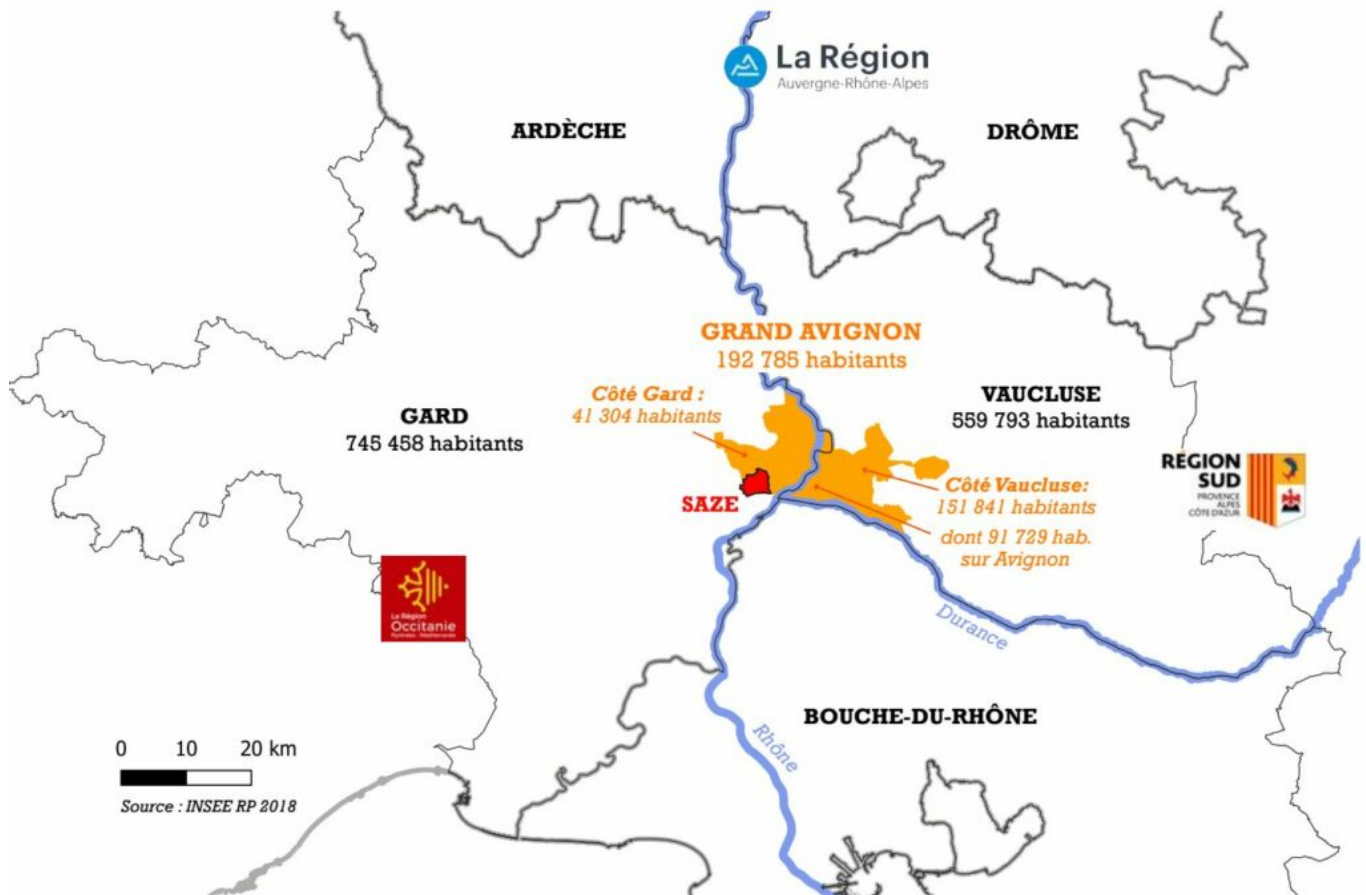 La Région
Auvergne-Rhône-Alpes
ARDÈCHE
DRÔME
GRAND AVIGNON
192 785 habitants
Côté Gard :
41 304 habitants
GARD
745 458 habitants
VAUCLUSE
559 793 habitants
SAZE
Côté Vaucluse:
151 841 habitants
dont 91 729 hab.
sur Avignon
RÉGION
SUD
PROVENCE
ALPES
CÔTE D'AZUR
La Région
Occitanie
Pyrénées - Méditerranée
Durance
BOUCHE-DU-RHÔNE
Rhône
0 10 20 km
Source : INSEE RP 2018